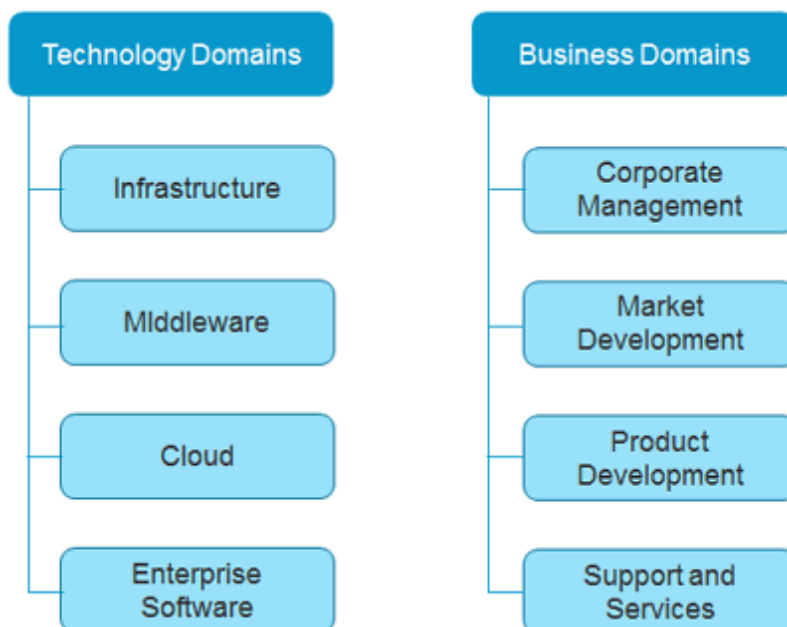 Technology Domains
Infrastructure
MIddleware
Cloud
Enterprise
Software
Business Domains
Corporate
Management
Market
Development
Product
Development
Support and
Services